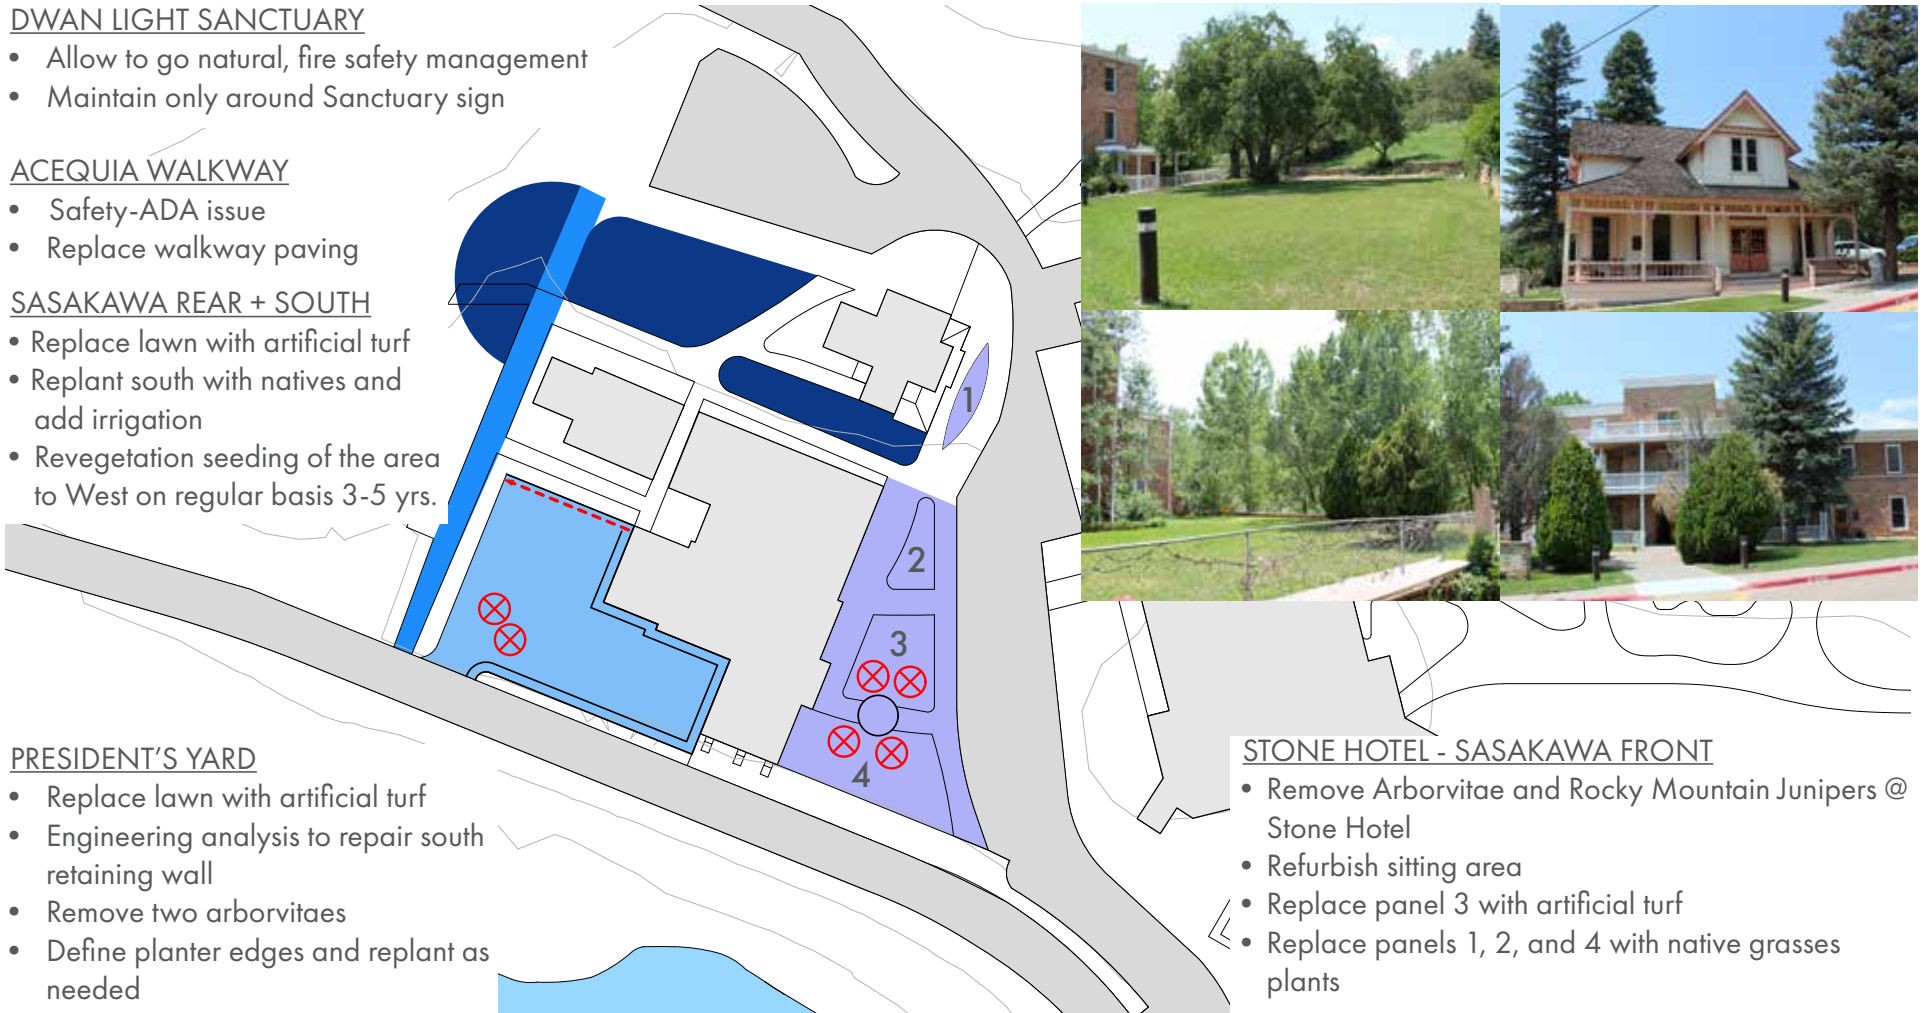 DWAN LIGHT SANCTUARY
• Allow to go natural, fire safety management
• Maintain only around Sanctuary sign
ACEQUIA WALKWAY
• Safety-ADA issue
• Replace walkway paving
SASAKAWA REAR + SOUTH
• Replace lawn with artificial turf
• Replant south with natives and
add irrigation
• Revegetation seeding of the area
to West on regular basis 3-5 yrs.
PRESIDENT'S YARD
• Replace lawn with artificial turf
• Engineering analysis to repair south
retaining wall
• Remove two arborvitaes
• Define planter edges and replant as
needed
1
2
3
4
STONE HOTEL - SASAKAWA FRONT
• Remove Arborvitae and Rocky Mountain Junipers @
Stone Hotel
• Refurbish sitting area
• Replace panel 3 with artificial turf
• Replace panels 1, 2, and 4 with native grasses
plants